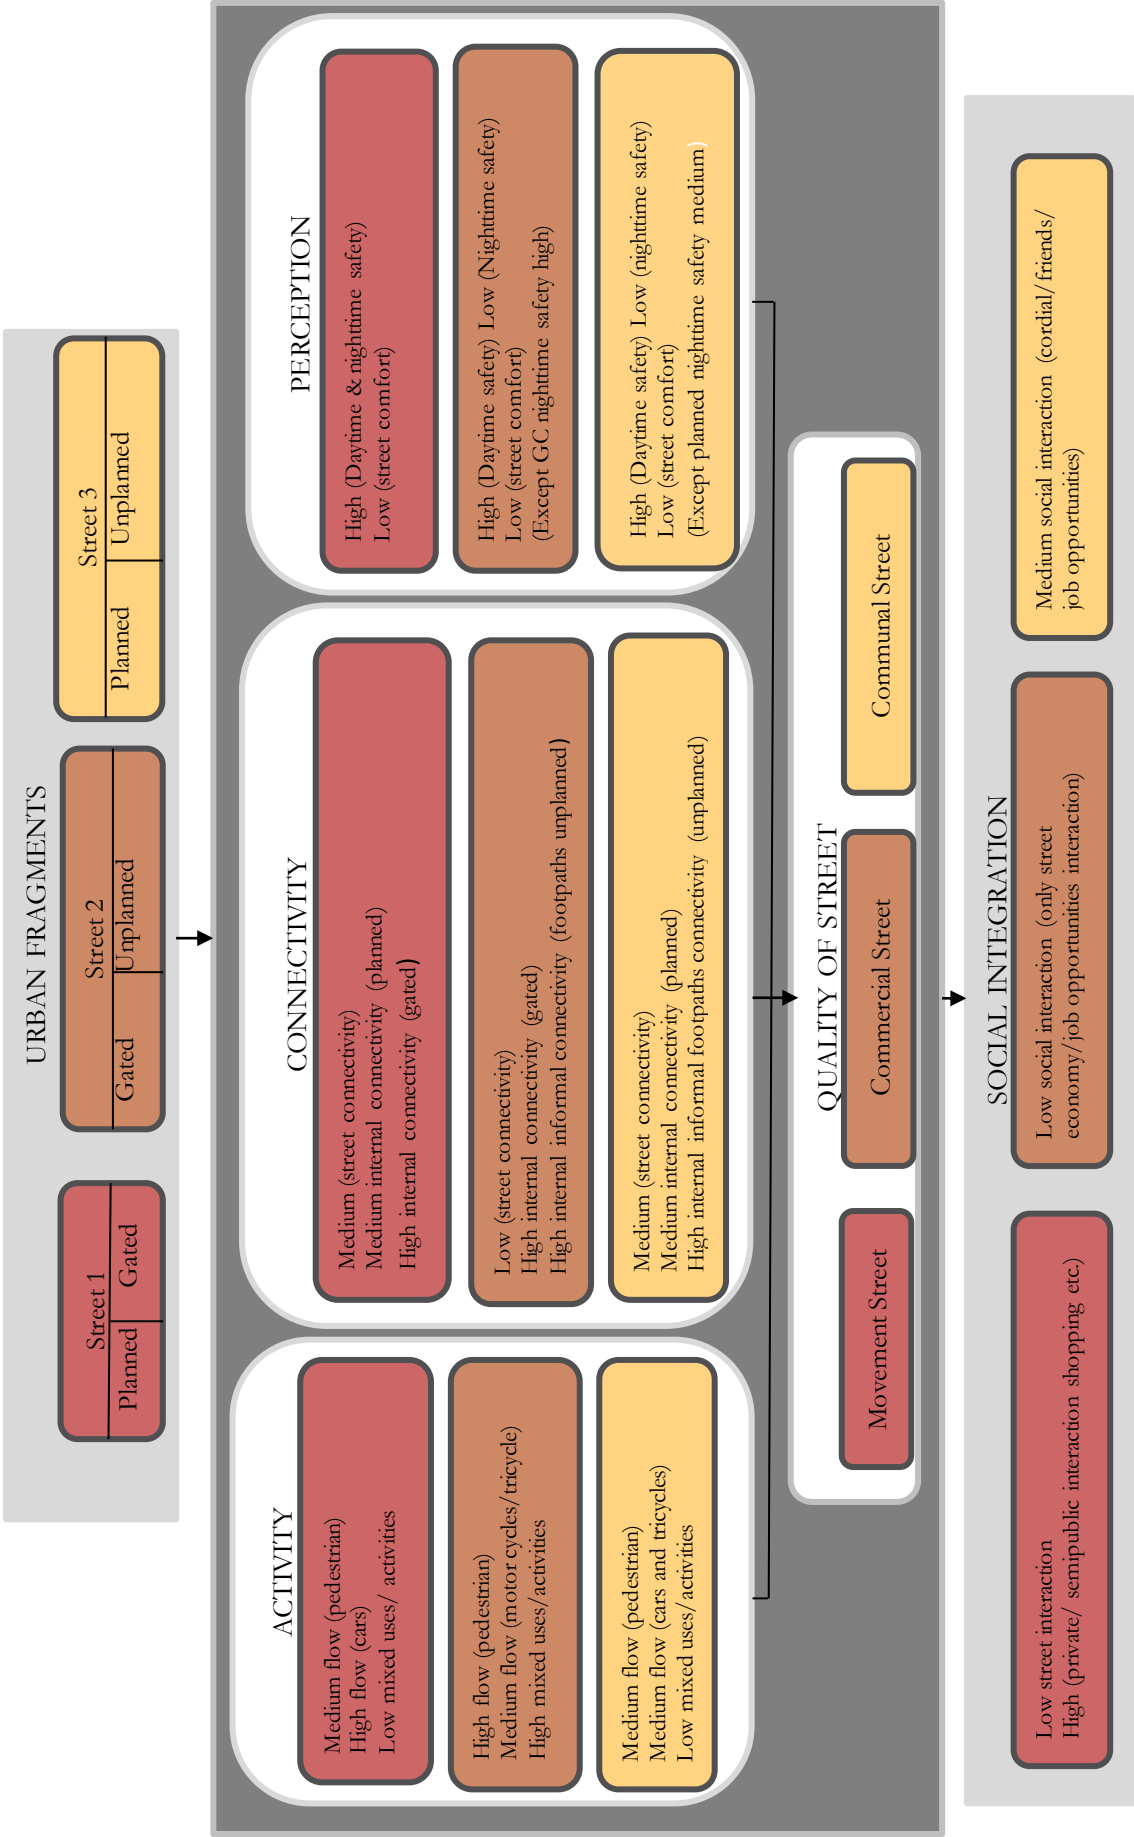 URBAN FRAGMENTS
Street 1
Planned
Gated
Street 2
Gated
Unplanned
Street 3
Planned
Unplanned
ACTIVITY
Medium flow (pedestrian)
High flow (cars)
Low mixed uses/ activities
High flow (pedestrian)
Medium flow (motor cycles/tricycle)
High mixed uses/activities
Medium flow (pedestrian)
Medium flow (cars and tricycles)
Low mixed uses/activities
CONNECTIVITY
Medium (street connectivity)
Medium internal connectivity (planned)
High internal connectivity (gated)
Low (street connectivity)
High internal connectivity (gated)
High internal informal connectivity (footpaths unplanned)
Medium (street connectivity)
Medium internal connectivity (planned)
High internal informal footpaths connectivity (unplanned)
PERCEPTION
High (Daytime & nighttime safety)
Low (street comfort)
High (Daytime safety) Low (Nighttime safety)
Low (street comfort)
(Except GC nighttime safety high)
High (Daytime safety) Low (nighttime safety)
Low (street comfort)
(Except planned nighttime safety medium)
QUALITY OF STREET
Movement Street
Commercial Street
Communal Street
SOCIAL INTEGRATION
Low street interaction
High (private/ semipublic interaction shopping etc.)
Low social interaction (only street
economy/job opportunities interaction)
Medium social interaction (cordial/friends/
job opportunities)